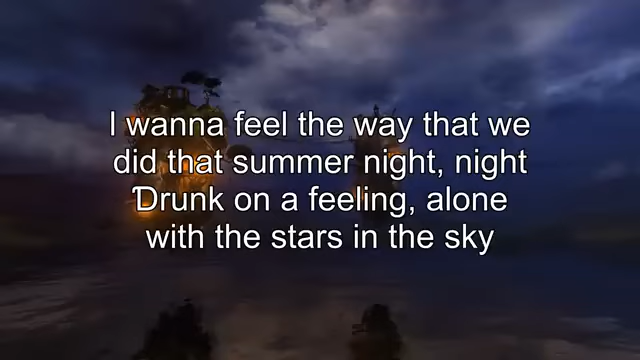 I wanna feel the way that we
did that summer night, night
Drunk on a feeling, alone
with the stars in the sky